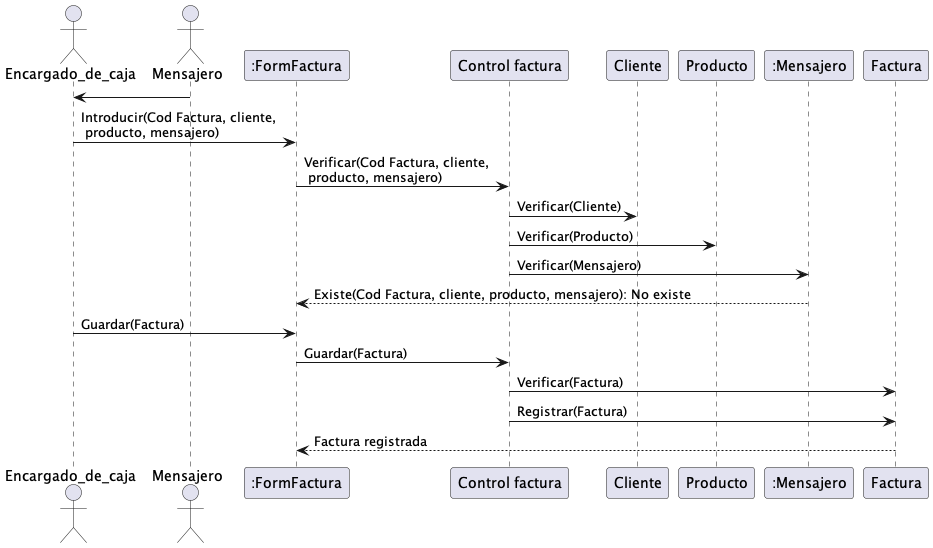 Encargado_de_caja
Mensajero
:FormFactura
Control factura
Cliente
Producto
:Mensajero
Factura
Introducir(Cod Factura, cliente,
producto, mensajero)
Verificar(Cod Factura, cliente,
producto, mensajero)
Verificar(Cliente)
Verificar(Producto)
Verificar(Mensajero)
Existe(Cod Factura, cliente, producto, mensajero): No existe
Guardar(Factura)
Guardar(Factura)
Verificar(Factura)
Registrar(Factura)
Factura registrada
Encargado_de_caja
Mensajero
:FormFactura
Control factura
Cliente
Producto
:Mensajero
Factura